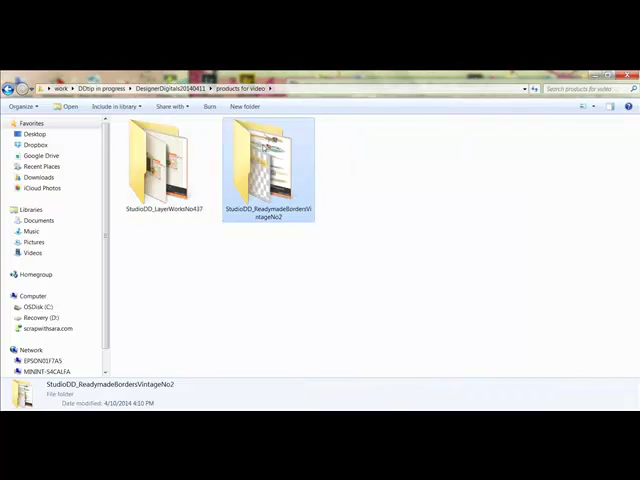 work ▸ DDtip in progress ▸ DesignerDigitals20140411 ▸ products for video ▸
Search products for video
Organize Open Include in library Share with Burn New folder
Favorites
Desktop
Dropbox
Google Drive
Recent Places
Downloads
iCloud Photos
Libraries
Documents
Music
Pictures
Videos
Homegroup
Computer
OSDisk (C:)
Recovery (D:)
scrapwithsara.com
Network
EPSON01F7A5
MININT-S4CALFA
StudioDD_LayerWorksNo437
StudioDD_ReadymadeBordersVi
ntageNo2
StudioDD_ReadymadeBordersVintageNo2
File folder
Date modified: 4/10/2014 4:10 PM